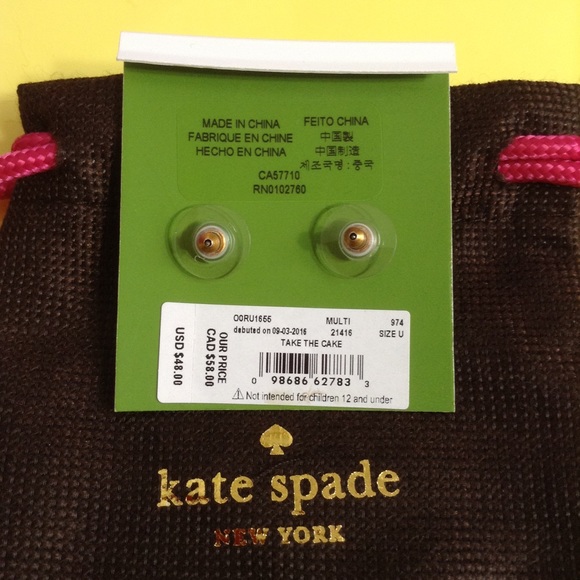 MADE IN CHINA
FABRIQUE EN CHINE
HECHO EN CHINA
FEITO CHINA
中国製
中国制造
제조국명 : 중국
CA57710
RN0102760
O0RU1655 MULTI 974
debuted on 09-03-2016 21416 SIZE U
TAKE THE CAKE
0 98686 62783 3
⚠ Not intended for children 12 and under
OUR PRICE
CAD $58.00
USD $48.00
kate spade
NEW YORK